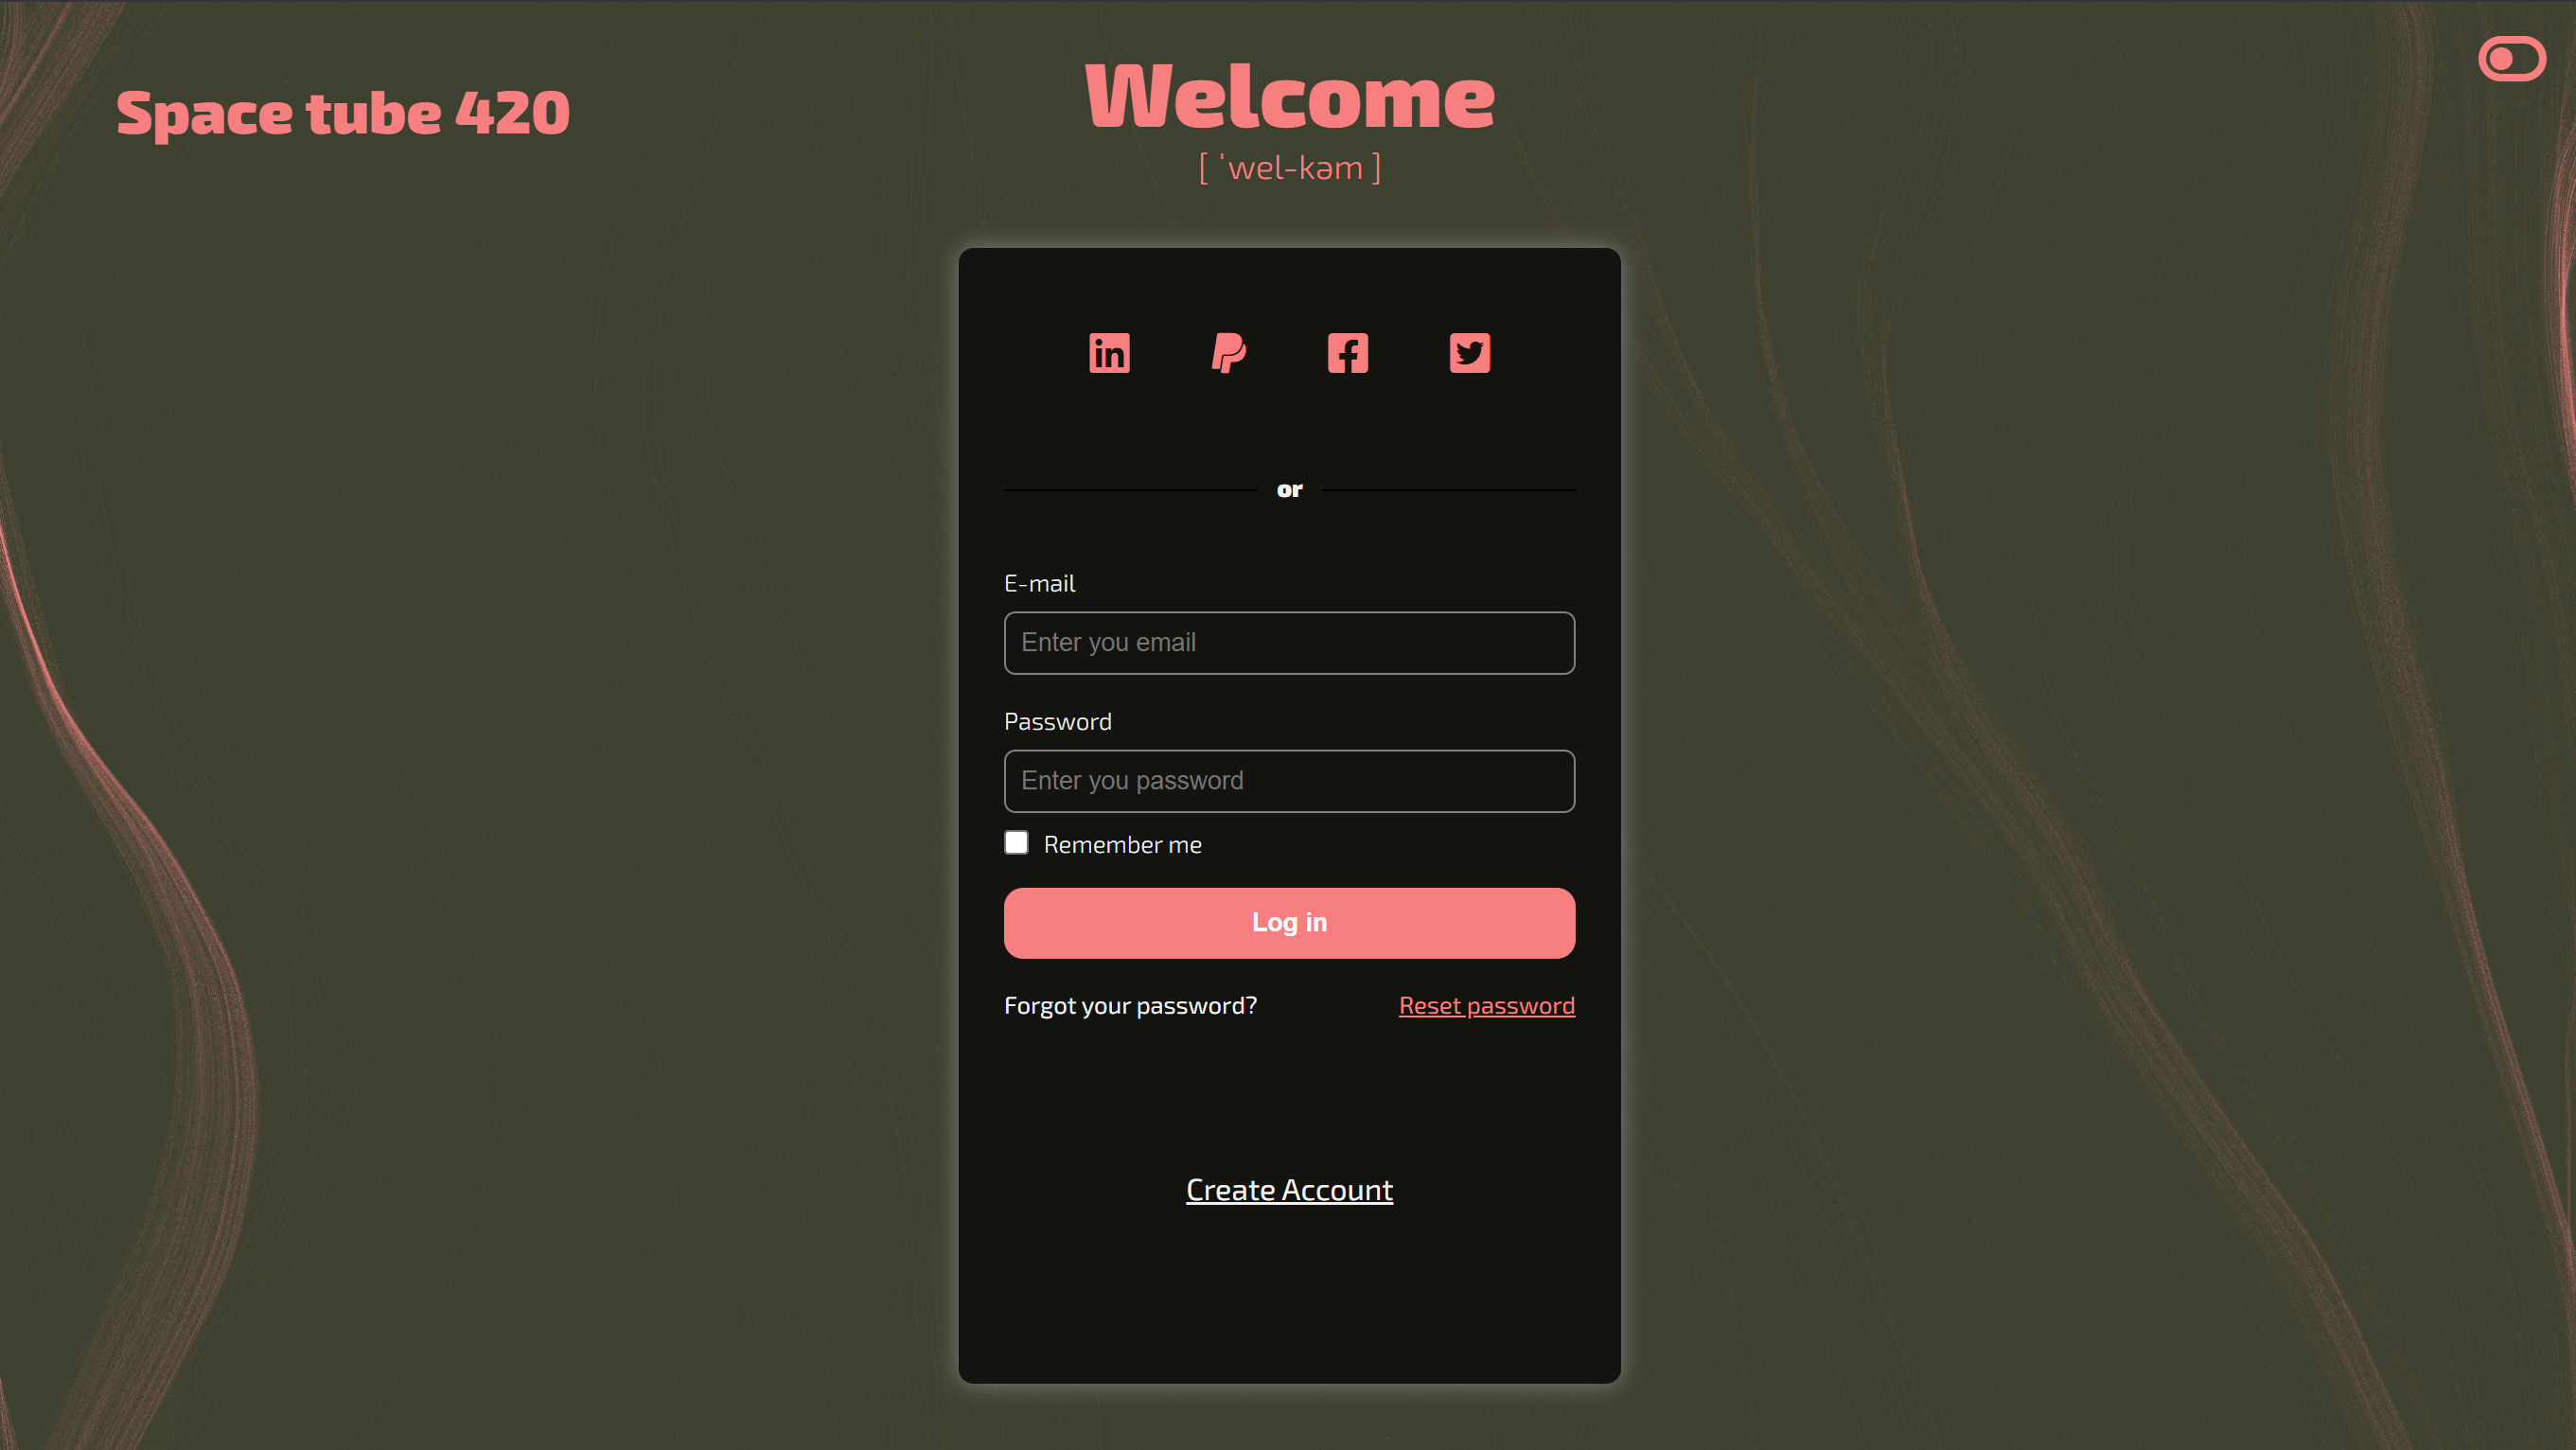 Space tube 420
Welcome
[ ˈwel-kəm ]
or
E-mail
Enter you email
Password
Enter you password
Remember me
Log in
Forgot your password? Reset password
Create Account